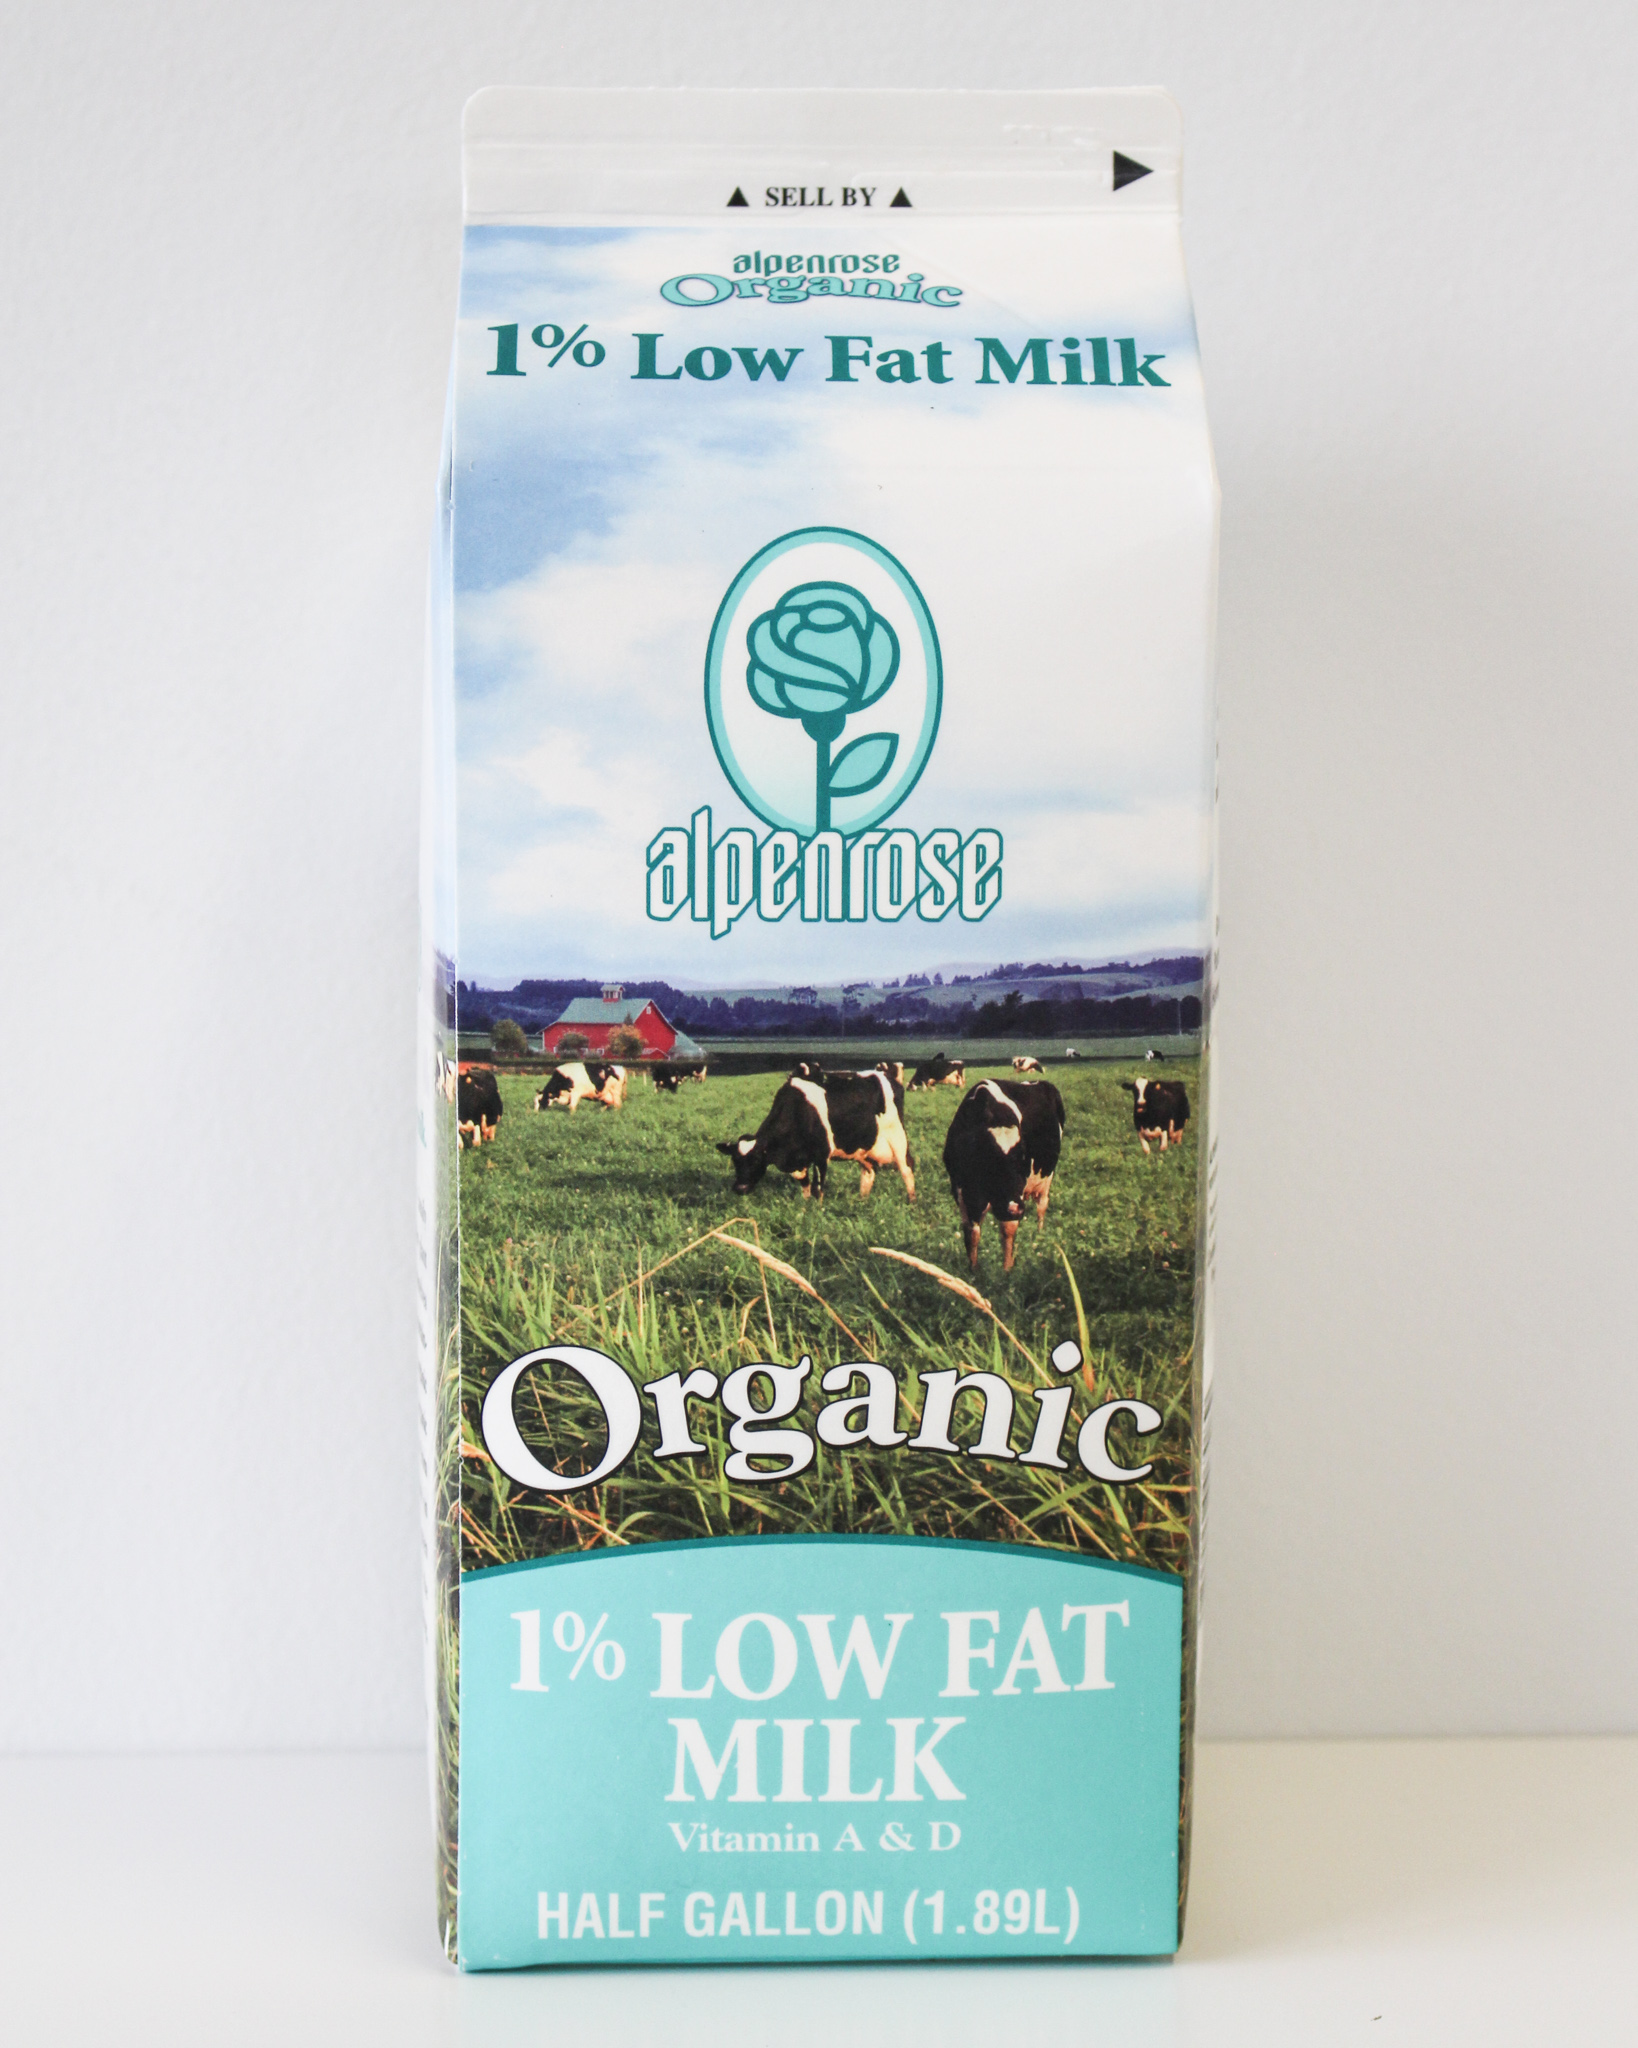 ▲ SELL BY ▲
alpenrose
Organic
1% Low Fat Milk
alpenrose
Organic
1% LOW FAT
MILK
Vitamin A & D
HALF GALLON (1.89L)